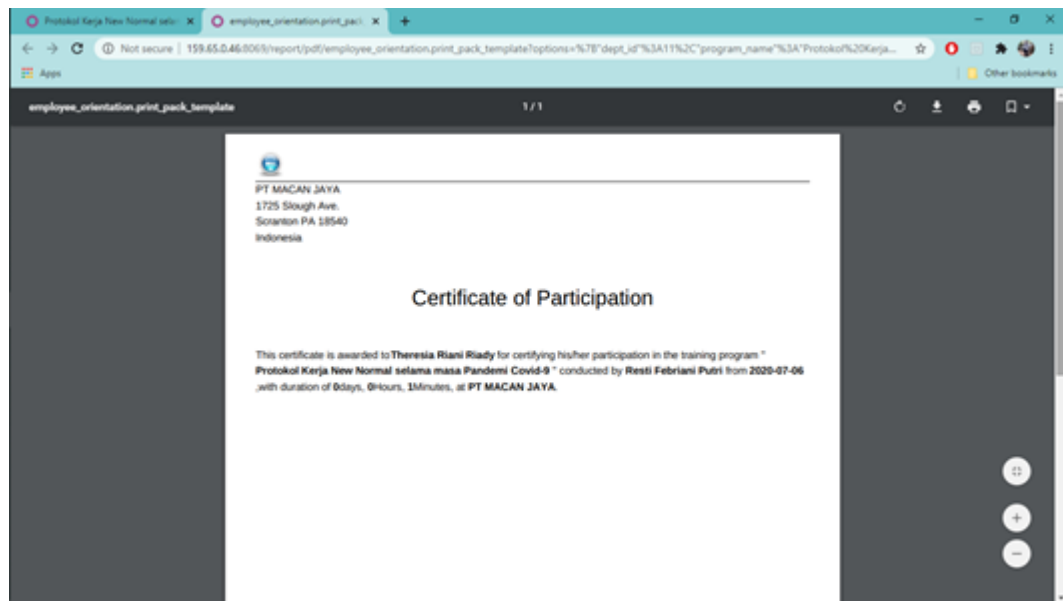 Protokol Kerja New Normal sela
employee_orientation.print_pack
Not secure | 159.65.0.46:8069/report/pdf/employee_orientation.print_pack_template?options=%7B"dept_id"%3A11%2C"program_name"%3A"Protokol%20Kerja...
Apps
Other bookmarks
employee_orientation.print_pack_template
1 / 1
PT MACAN JAYA
1725 Slough Ave.
Scranton PA 18540
Indonesia
Certificate of Participation
This certificate is awarded to Theresia Riani Riady for certifying his/her participation in the training program "
Protokol Kerja New Normal selama masa Pandemi Covid-9 " conducted by Resti Febriani Putri from 2020-07-06
,with duration of 0days, 0Hours, 1Minutes, at PT MACAN JAYA.